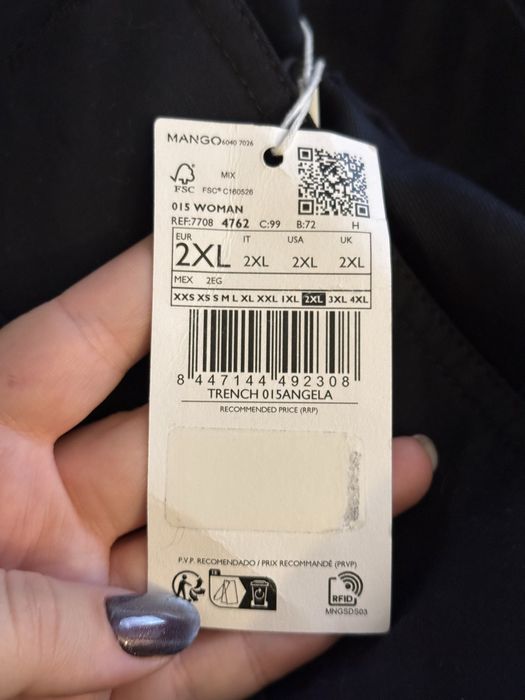 MANGO 6040 7026
FSC
MIX
FSC® C160526
015 WOMAN
REF:7708 4762 C:99 B:72 H
EUR IT USA UK
2XL 2XL 2XL 2XL
MEX 2EG
XXS XS S M L XL XXL 1XL 2XL 3XL 4XL
8 447144 492308
TRENCH 015ANGELA
RECOMMENDED PRICE (RRP)
P.V.P. RECOMENDADO / PRIX RECOMMANDÉ (PRVP)
FR
RFID
MNGSDS03